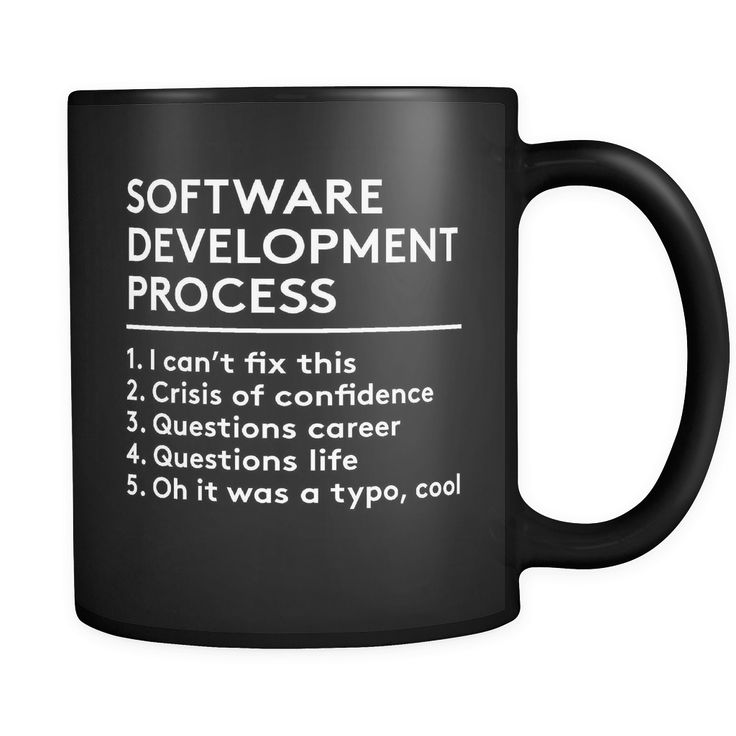 SOFTWARE
DEVELOPMENT
PROCESS
1. I can't fix this
2. Crisis of confidence
3. Questions career
4. Questions life
5. Oh it was a typo, cool